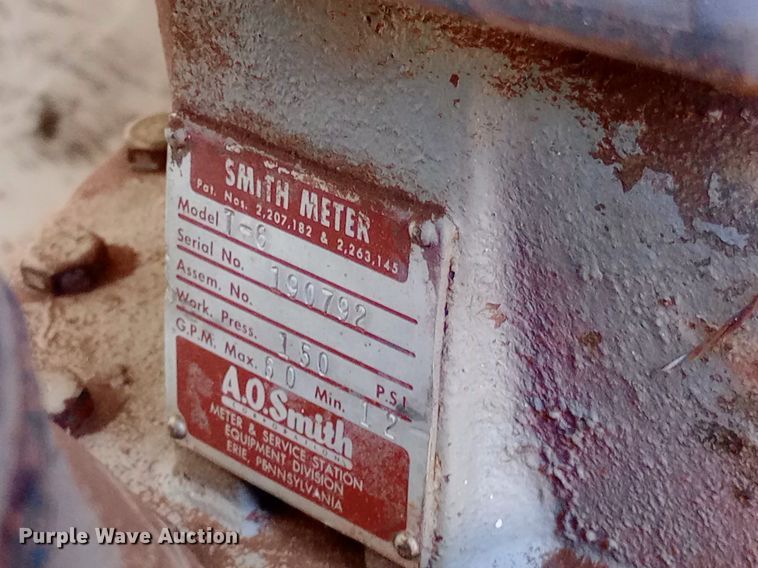 SMITH METER
Pat. Nos. 2,207,182 & 2,263,145
Model T-6
Serial No. 190792
Assem. No.
Work. Press. 150 P.S.I.
G.P.M. Max. 60 Min. 12
A.O.Smith
CORPORATION
METER & SERVICE STATION
EQUIPMENT DIVISION
ERIE, PENNSYLVANIA
Purple Wave Auction